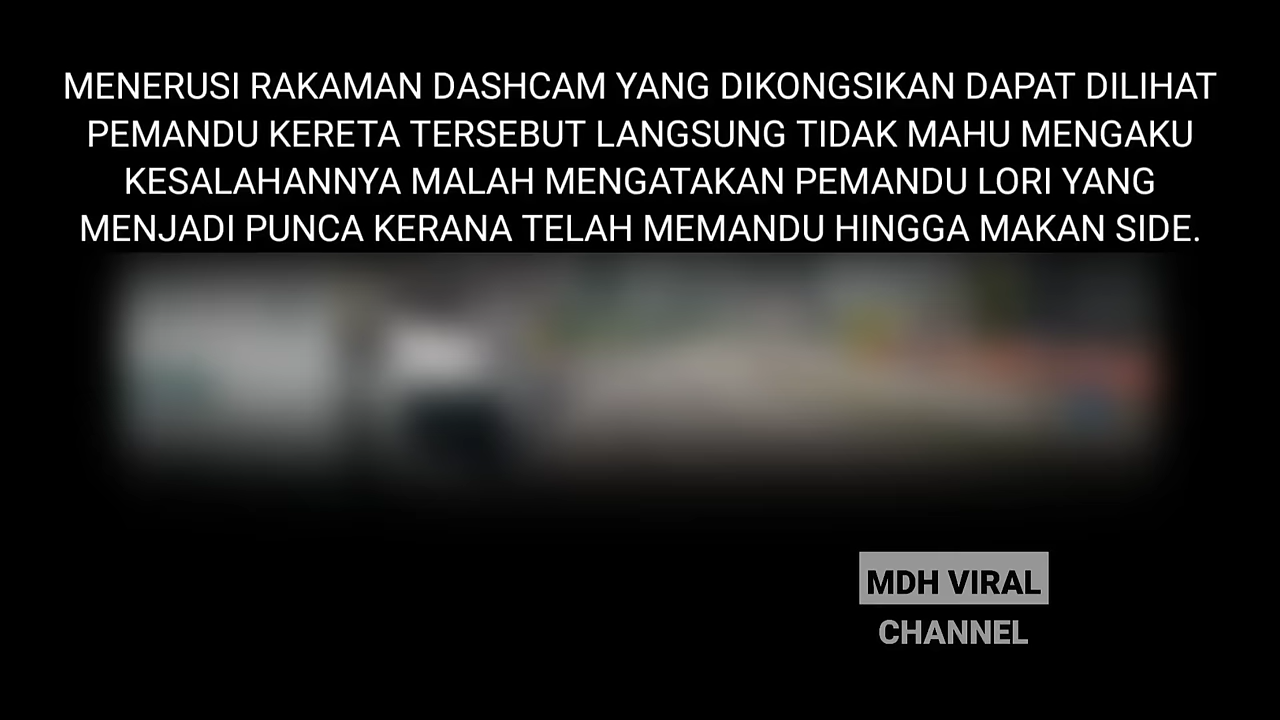 MENERUSI RAKAMAN DASHCAM YANG DIKONGSIKAN DAPAT DILIHAT
PEMANDU KERETA TERSEBUT LANGSUNG TIDAK MAHU MENGAKU
KESALAHANNYA MALAH MENGATAKAN PEMANDU LORI YANG
MENJADI PUNCA KERANA TELAH MEMANDU HINGGA MAKAN SIDE.
MDH VIRAL
CHANNEL